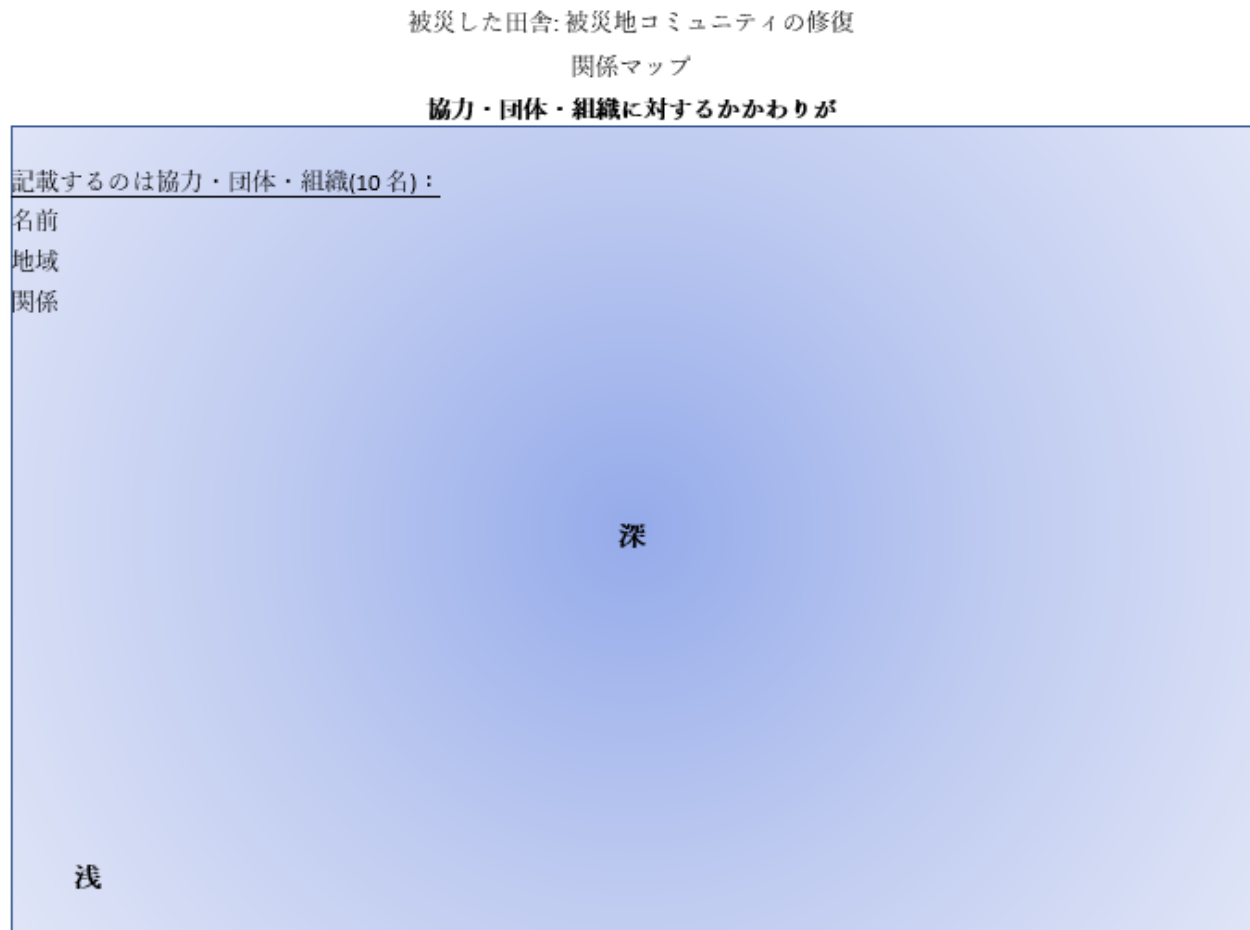 被災した田舎: 被災地コミュニティの修復
関係マップ
協力・団体・組織に対するかかわりが
記載するのは協力・団体・組織(10 名)：
名前
地域
関係
深
浅